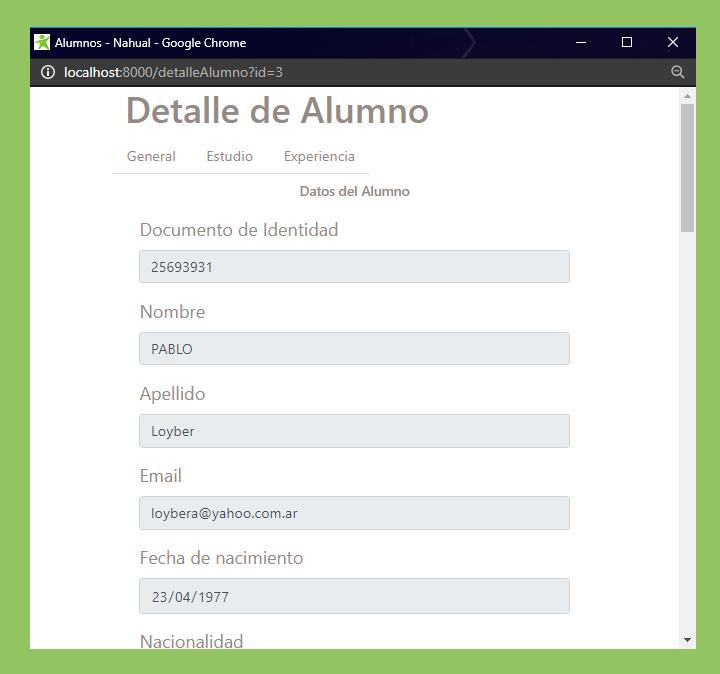 Alumnos - Nahual - Google Chrome
localhost:8000/detalleAlumno?id=3
Detalle de Alumno
General Estudio Experiencia
Datos del Alumno
Documento de Identidad
25693931
Nombre
PABLO
Apellido
Loyber
Email
loybera@yahoo.com.ar
Fecha de nacimiento
23/04/1977
Nacionalidad